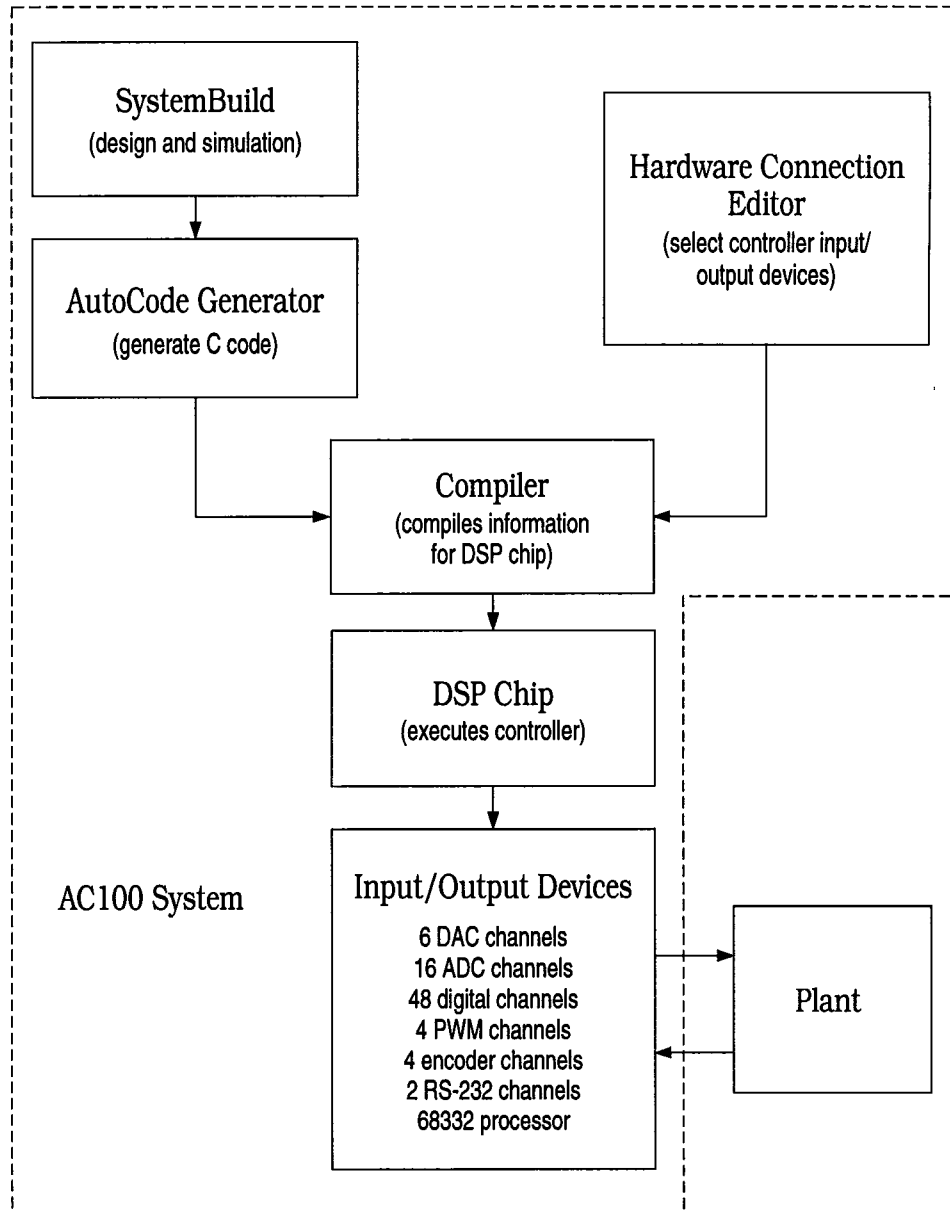 SystemBuild
(design and simulation)
Hardware Connection
Editor
(select controller input/
output devices)
AutoCode Generator
(generate C code)
Compiler
(compiles information
for DSP chip)
DSP Chip
(executes controller)
AC100 System
Input/Output Devices
6 DAC channels
16 ADC channels
48 digital channels
4 PWM channels
4 encoder channels
2 RS-232 channels
68332 processor
Plant